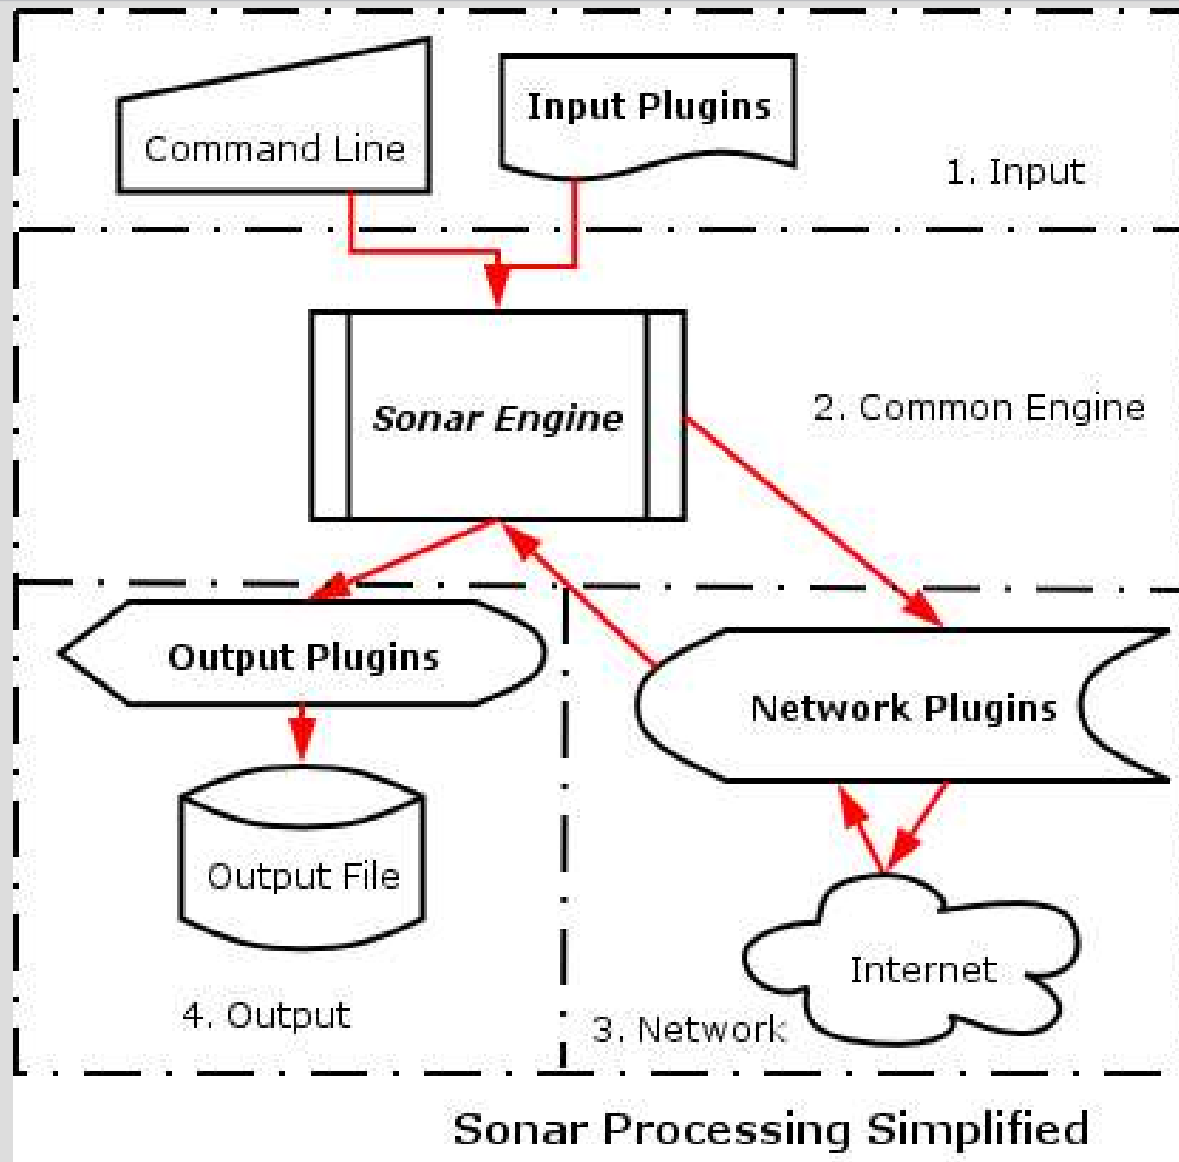 Command Line
Input Plugins
1. Input
Sonar Engine
2. Common Engine
Output Plugins
Network Plugins
Output File
Internet
4. Output
3. Network
Sonar Processing Simplified